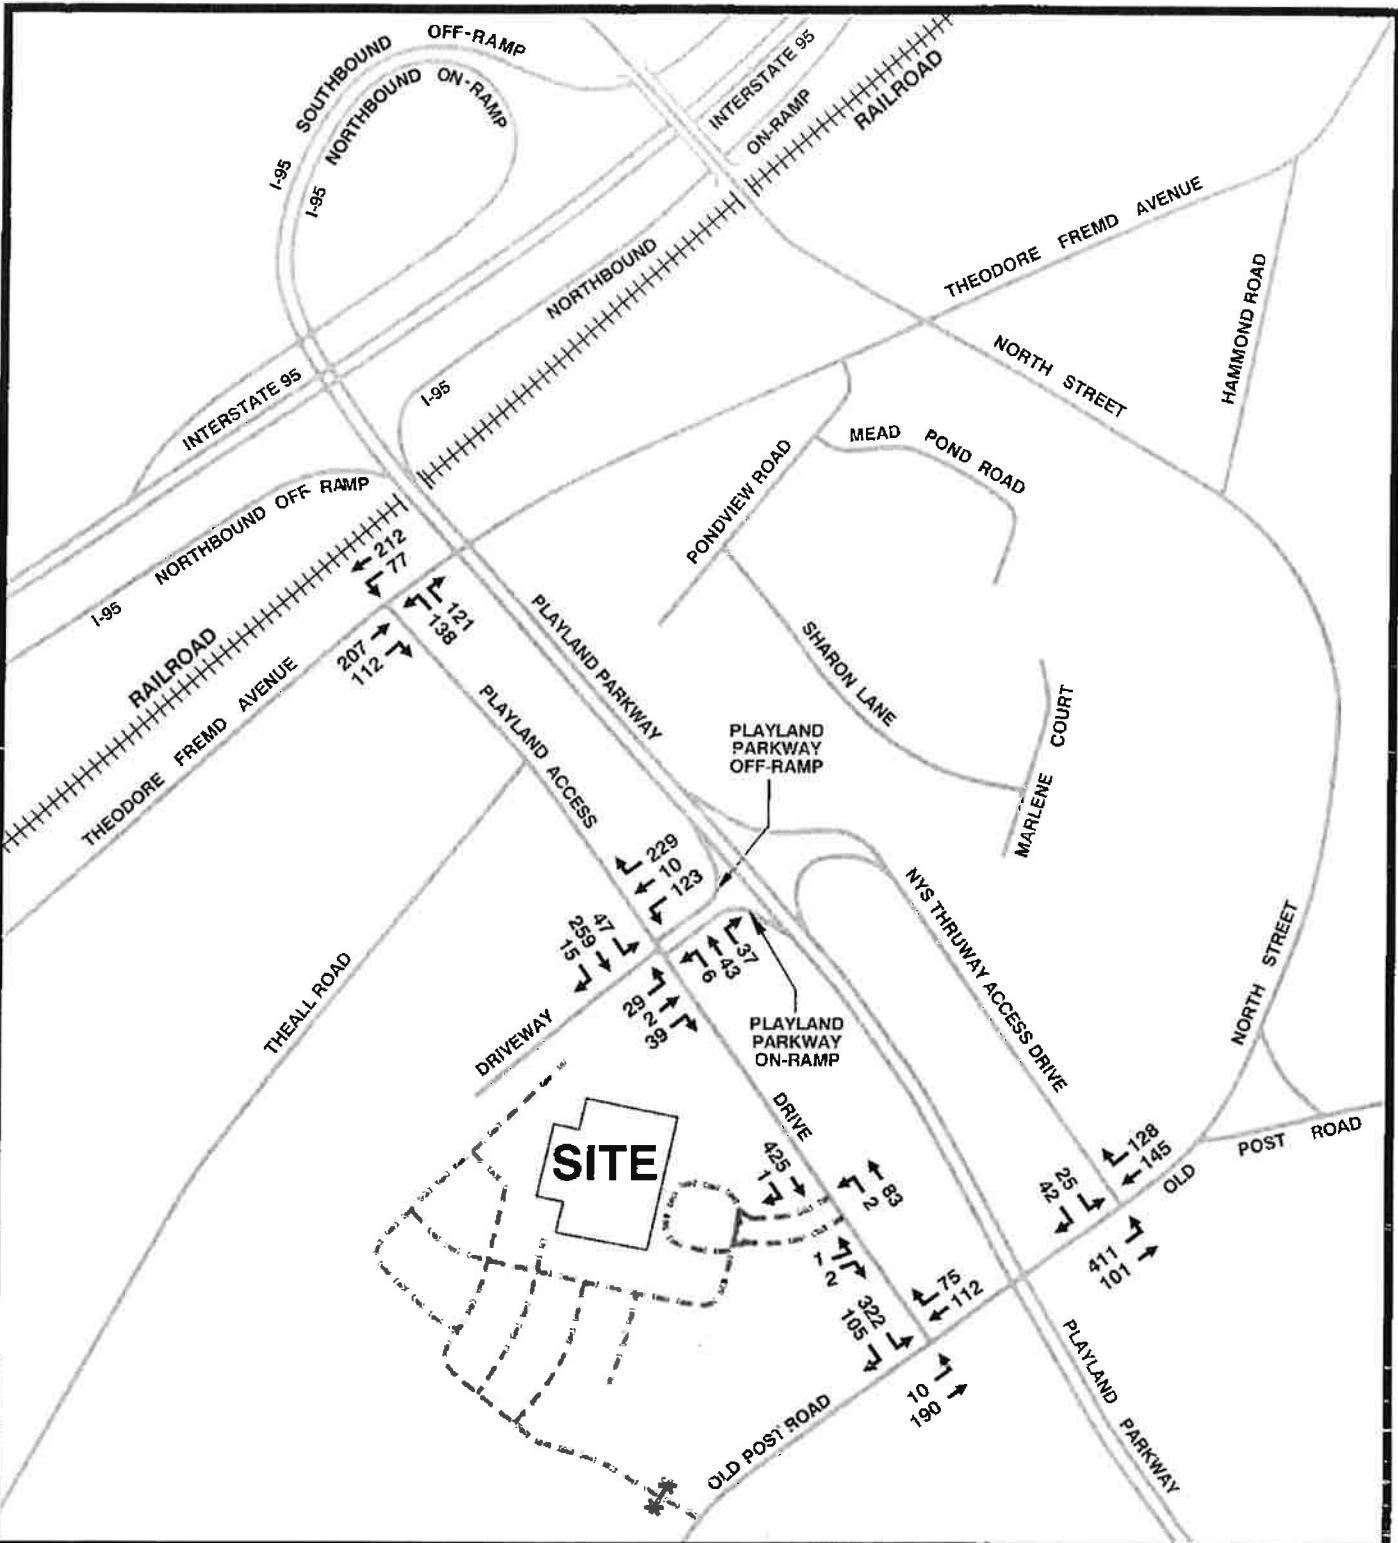 OFF-RAMP
I-95 SOUTHBOUND
I-95 NORTHBOUND ON-RAMP
INTERSTATE 95
ON-RAMP
RAILROAD
THEODORE FREMD AVENUE
HAMMOND ROAD
NORTH STREET
NORTHBOUND
I-95
INTERSTATE 95
MEAD POND ROAD
PONDVIEW ROAD
I-95 NORTHBOUND OFF RAMP
212
77
121
138
207
112
RAILROAD
THEODORE FREMD AVENUE
PLAYLAND PARKWAY
SHARON LANE
MARLENE COURT
PLAYLAND ACCESS
PLAYLAND
PARKWAY
OFF-RAMP
229
10
123
47
259
15
37
43
6
29
2
39
NYS THRUWAY ACCESS DRIVE
NORTH STREET
THEALL ROAD
DRIVEWAY
PLAYLAND
PARKWAY
ON-RAMP
DRIVE
SITE
425
1
83
2
1
2
128
145
25
42
411
101
OLD
POST ROAD
75
112
322
105
10
190
OLD POST ROAD
PLAYLAND PARKWAY